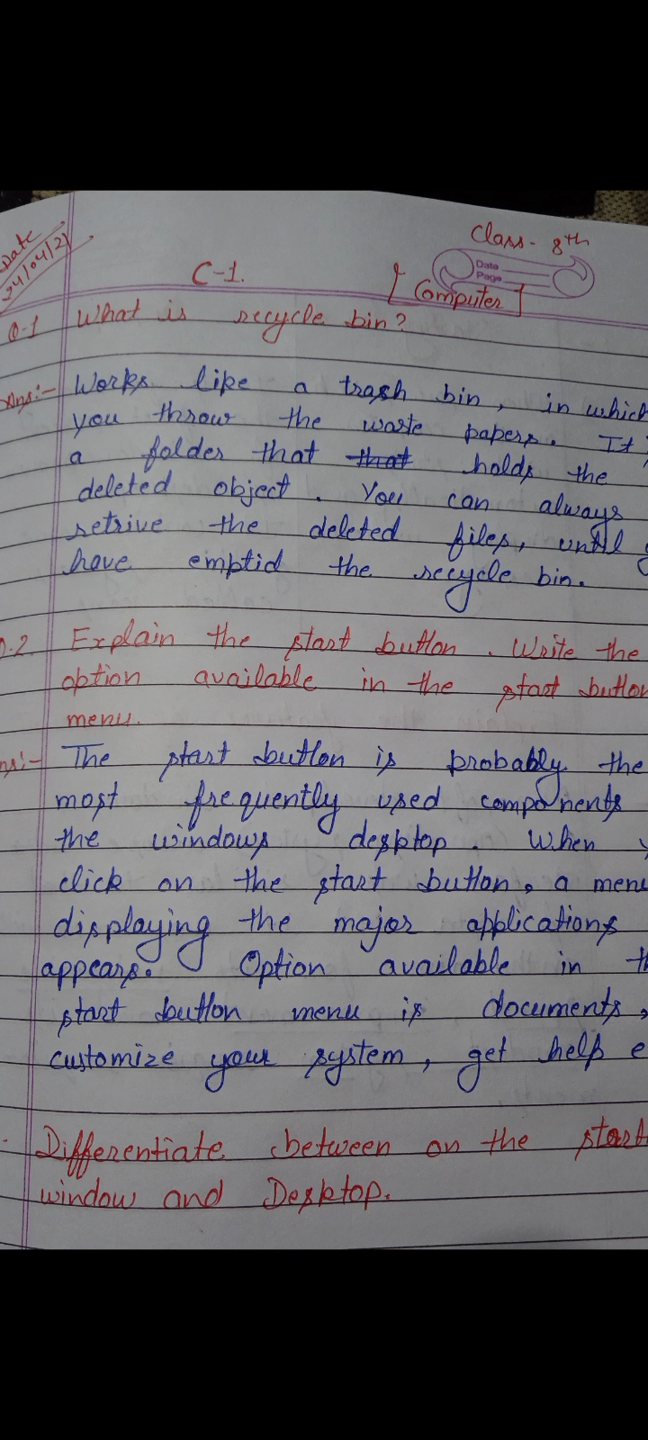 Date
24/04/21
Class - 8th
Date
Page
C-1.
[Computer]
Q.1 What is recycle bin?
Ans:- Works like a trash bin, in which
you throw the waste papers. It
a folder that that holds the
deleted object. You can always
retrive the deleted files, until
have emptid the recycle bin.
Q.2. Explain the start button. Write the
option available in the start button
menu.
Ans:- The start button is probably the
most frequently used components
the windows desktop. When
click on the start button, a menu
displaying the major applications
appears. Option available in
start button menu is documents,
customize your system, get help
Differentiate between on the start
window and Desktop.